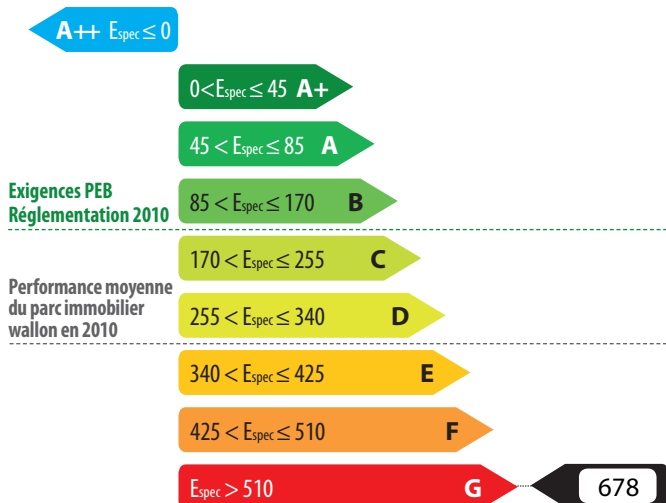 A++ Espec ≤ 0
0 < Espec ≤ 45 A+
45 < Espec ≤ 85 A
Exigences PEB
Réglementation 2010
85 < Espec ≤ 170 B
170 < Espec ≤ 255 C
Performance moyenne
du parc immobilier
wallon en 2010
255 < Espec ≤ 340 D
340 < Espec ≤ 425 E
425 < Espec ≤ 510 F
Espec > 510 G 678